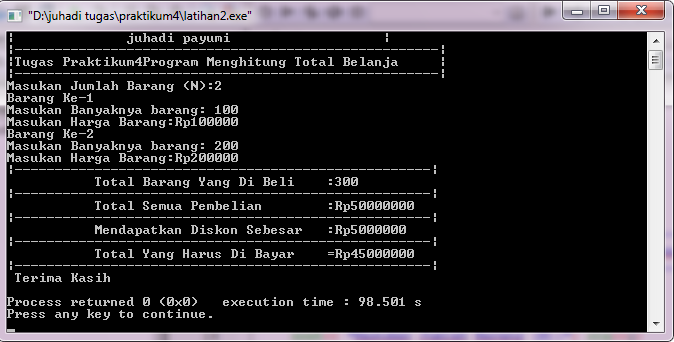 "D:\juhadi tugas\praktikum4\latihan2.exe"
¦ juhadi payumi ¦
¦-----------------------------------------------------¦
¦Tugas Praktikum4Program Menghitung Total Belanja ¦
¦-----------------------------------------------------¦
Masukan Jumlah Barang (N):2
Barang Ke-1
Masukan Banyaknya barang: 100
Masukan Harga Barang:Rp100000
Barang Ke-2
Masukan Banyaknya barang: 200
Masukan Harga Barang:Rp200000
¦----------------------------------------------------¦
Total Barang Yang Di Beli :300
¦----------------------------------------------------¦
Total Semua Pembelian :Rp50000000
¦----------------------------------------------------¦
Mendapatkan Diskon Sebesar :Rp5000000
¦----------------------------------------------------¦
Total Yang Harus Di Bayar =Rp45000000
¦----------------------------------------------------¦
Terima Kasih
Process returned 0 (0x0) execution time : 98.501 s
Press any key to continue.